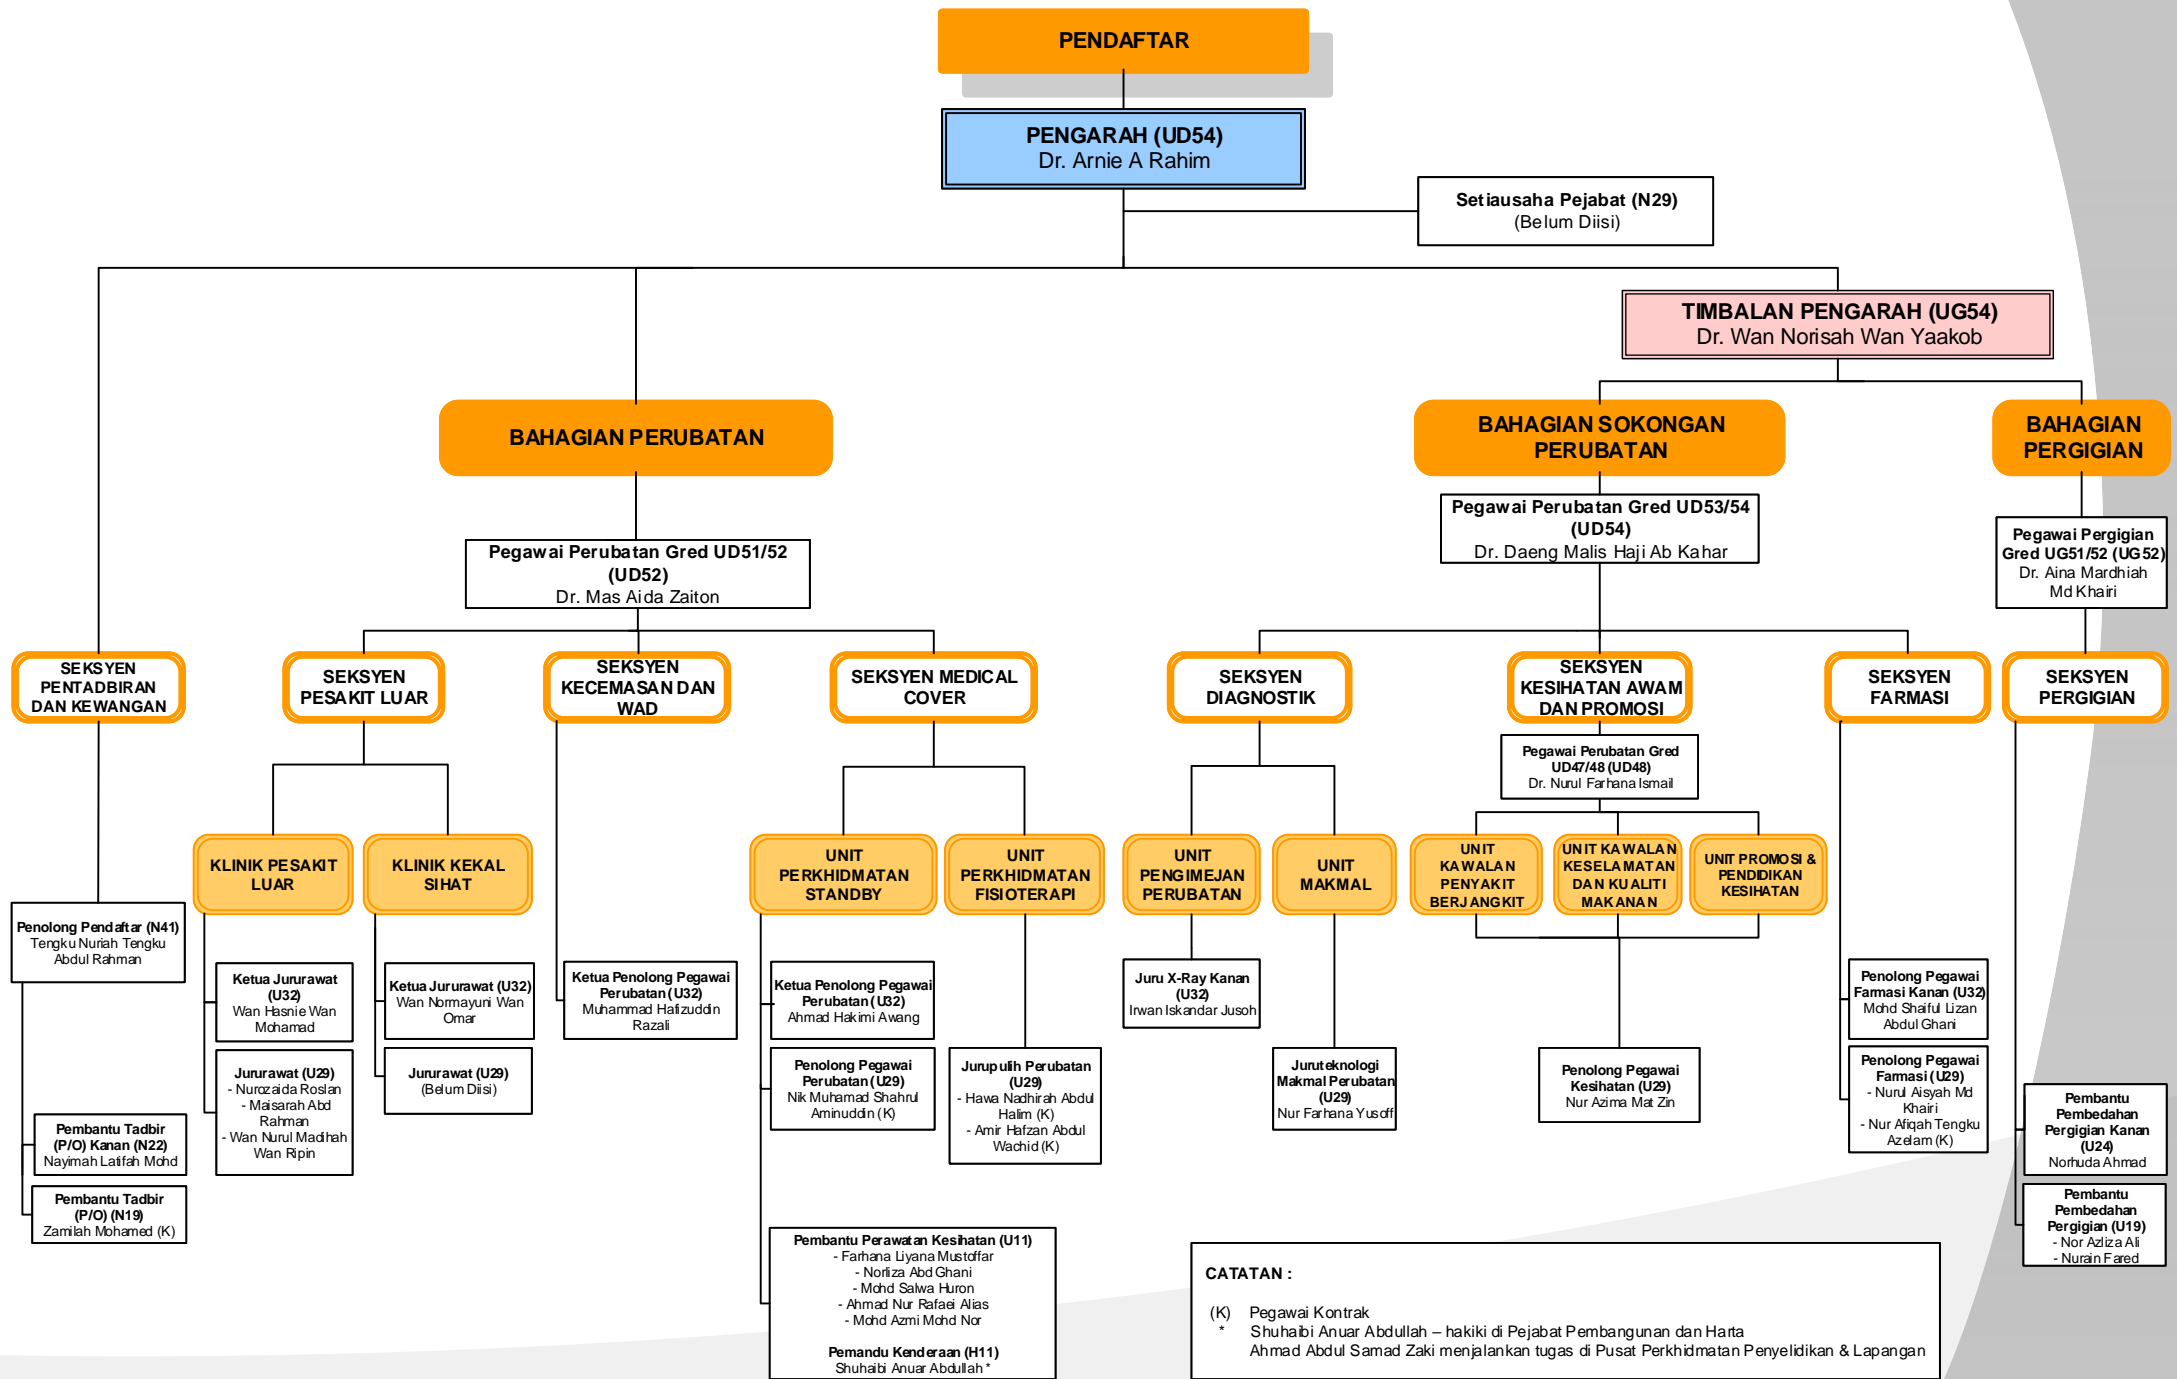 PENDAFTAR
PENGARAH (UD54)
Dr. Arnie A Rahim
Setiausaha Pejabat (N29)
(Belum Diisi)
TIMBALAN PENGARAH (UG54)
Dr. Wan Norisah Wan Yaakob
BAHAGIAN PERUBATAN
BAHAGIAN SOKONGAN
PERUBATAN
BAHAGIAN
PERGIGIAN
Pegawai Perubatan Gred UD51/52
(UD52)
Dr. Mas Aida Zaiton
Pegawai Perubatan Gred UD53/54
(UD54)
Dr. Daeng Malis Haji Ab Kahar
Pegawai Pergigian
Gred UG51/52 (UG52)
Dr. Aina Mardhiah
Md Khairi
SEKSYEN
PENTADBIRAN
DAN KEWANGAN
SEKSYEN
PESAKIT LUAR
SEKSYEN
KECEMASAN DAN
WAD
SEKSYEN MEDICAL
COVER
SEKSYEN
DIAGNOSTIK
SEKSYEN
KESIHATAN AWAM
DAN PROMOSI
SEKSYEN
FARMASI
SEKSYEN
PERGIGIAN
Pegawai Perubatan Gred
UD47/48 (UD48)
Dr. Nurul Farhana Ismail
KLINIK PESAKIT
LUAR
KLINIK KEKAL
SIHAT
UNIT
PERKHIDMATAN
STANDBY
UNIT
PERKHIDMATAN
FISIOTERAPI
UNIT
PENGIMEJAN
PERUBATAN
UNIT
MAKMAL
UNIT
KAWALAN
PENYAKIT
BERJANGKIT
UNIT KAWALAN
KESELAMATAN
DAN KUALITI
MAKANAN
UNIT PROMOSI &
PENDIDIKAN
KESIHATAN
Penolong Pendaftar (N41)
Tengku Nuriah Tengku
Abdul Rahman
Ketua Jururawat
(U32)
Wan Hasnie Wan
Mohamad
Ketua Jururawat (U32)
Wan Normayuni Wan
Omar
Ketua Penolong Pegawai
Perubatan (U32)
Muhammad Hafizuddin
Razali
Ketua Penolong Pegawai
Perubatan (U32)
Ahmad Hakimi Awang
Juru X-Ray Kanan
(U32)
Irwan Iskandar Jusoh
Penolong Pegawai
Farmasi Kanan (U32)
Mohd Shaiful Lizan
Abdul Ghani
Jururawat (U29)
- Nurozaida Roslan
- Maisarah Abd
Rahman
- Wan Nurul Madihah
Wan Ripin
Jururawat (U29)
(Belum Diisi)
Penolong Pegawai
Perubatan (U29)
Nik Muhamad Shahrul
Aminuddin (K)
Jurupulih Perubatan
(U29)
- Hawa Nadhirah Abdul
Halim (K)
- Amir Hafzan Abdul
Wachid (K)
Juruteknologi
Makmal Perubatan
(U29)
Nur Farhana Yusoff
Penolong Pegawai
Kesihatan (U29)
Nur Azima Mat Zin
Penolong Pegawai
Farmasi (U29)
- Nurul Aisyah Md
Khairi
- Nur Afiqah Tengku
Azelam (K)
Pembantu Tadbir
(P/O) Kanan (N22)
Nayimah Latifah Mohd
Pembantu Tadbir
(P/O) (N19)
Zamilah Mohamed (K)
Pembantu
Pembedahan
Pergigian Kanan
(U24)
Norhuda Ahmad
Pembantu
Pembedahan
Pergigian (U19)
- Nor Azliza Ali
- Nurain Fared
Pembantu Perawatan Kesihatan (U11)
- Farhana Liyana Mustoffar
- Norliza Abd Ghani
- Mohd Salwa Huron
- Ahmad Nur Rafaei Alias
- Mohd Azmi Mohd Nor
Pemandu Kenderaan (H11)
Shuhaibi Anuar Abdullah *
CATATAN :
(K) Pegawai Kontrak
* Shuhaibi Anuar Abdullah – hakiki di Pejabat Pembangunan dan Harta
Ahmad Abdul Samad Zaki menjalankan tugas di Pusat Perkhidmatan Penyelidikan & Lapangan